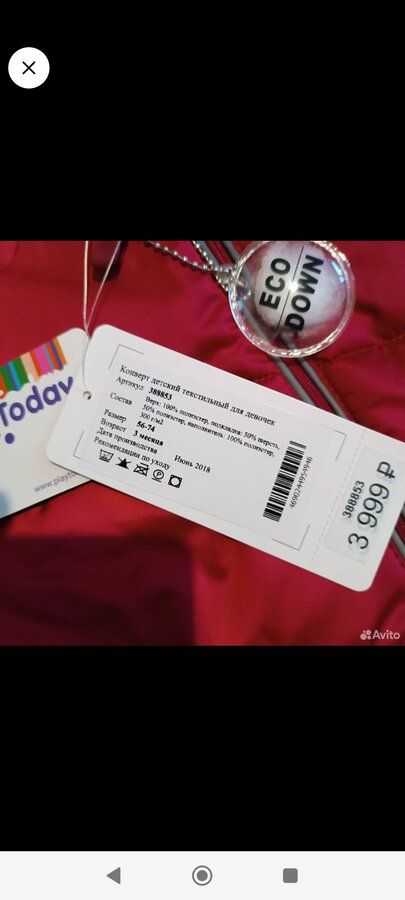 ECO
DOWN
Today
www.playto
Конверт детский текстильный для девочек
Артикул 388853
Состав Верх: 100% полиэстер, подкладка: 50% шерсть,
50% полиэстер, наполнитель: 100% полиэстер,
300 г/м2
Размер 56-74
Возраст 3 месяца
Дата производства Июнь 2018
Рекомендации по уходу
4690244954946
388853
3 999 ₽
Avito